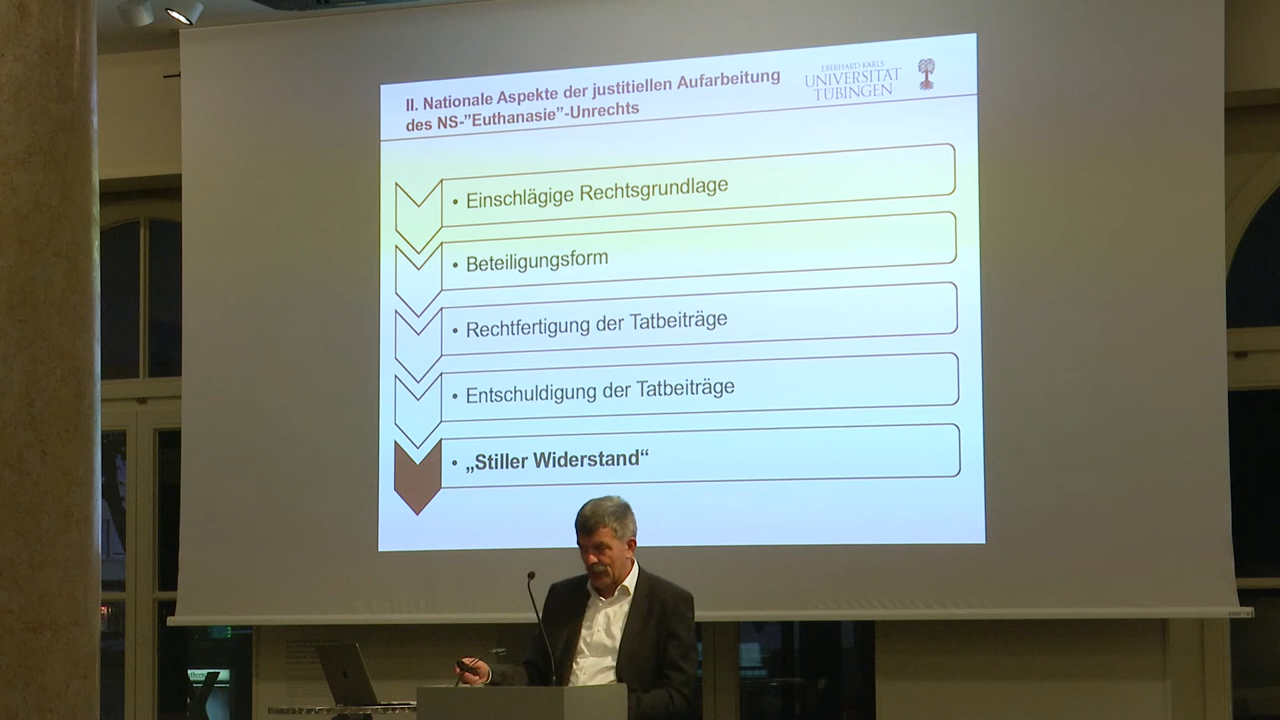 II. Nationale Aspekte der justitiellen Aufarbeitung
des NS-”Euthanasie”-Unrechts
EBERHARD KARLS
UNIVERSITÄT
TÜBINGEN
• Einschlägige Rechtsgrundlage
• Beteiligungsform
• Rechtfertigung der Tatbeiträge
• Entschuldigung der Tatbeiträge
• „Stiller Widerstand“